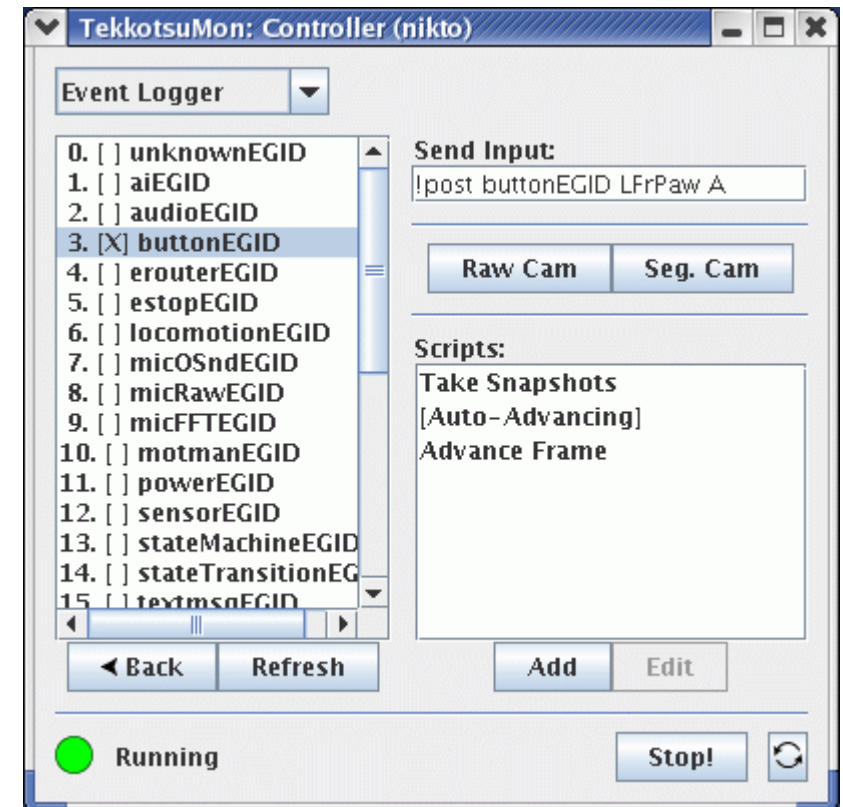 TekkotsuMon: Controller (nikto)
Event Logger
0. [ ] unknownEGID
1. [ ] aiEGID
2. [ ] audioEGID
3. [X] buttonEGID
4. [ ] erouterEGID
5. [ ] estopEGID
6. [ ] locomotionEGID
7. [ ] micOSndEGID
8. [ ] micRawEGID
9. [ ] micFFTEGID
10. [ ] motmanEGID
11. [ ] powerEGID
12. [ ] sensorEGID
13. [ ] stateMachineEGID
14. [ ] stateTransitionEG
15 [ ] textmsgEGID
Back
Refresh
Send Input:
!post buttonEGID LFrPaw A
Raw Cam
Seg. Cam
Scripts:
Take Snapshots
[Auto-Advancing]
Advance Frame
Add
Edit
Running
Stop!